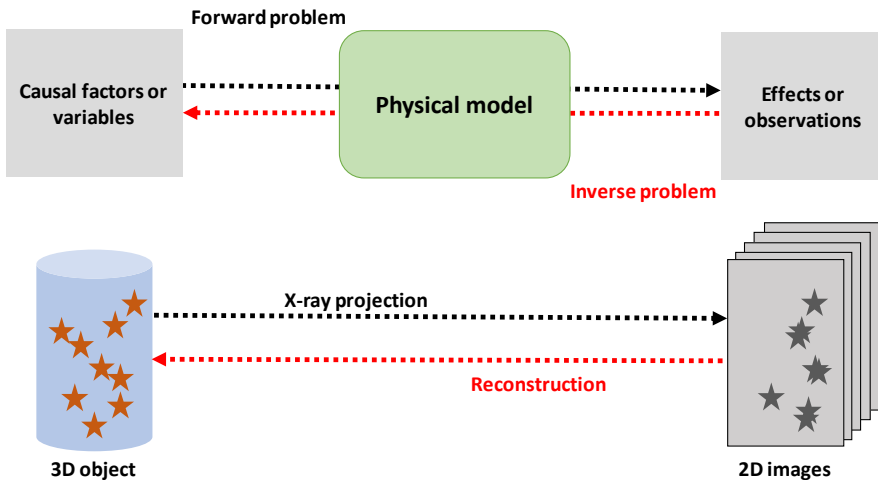 Forward problem
Causal factors or
variables
Physical model
Effects or
observations
Inverse problem
X-ray projection
Reconstruction
3D object
2D images